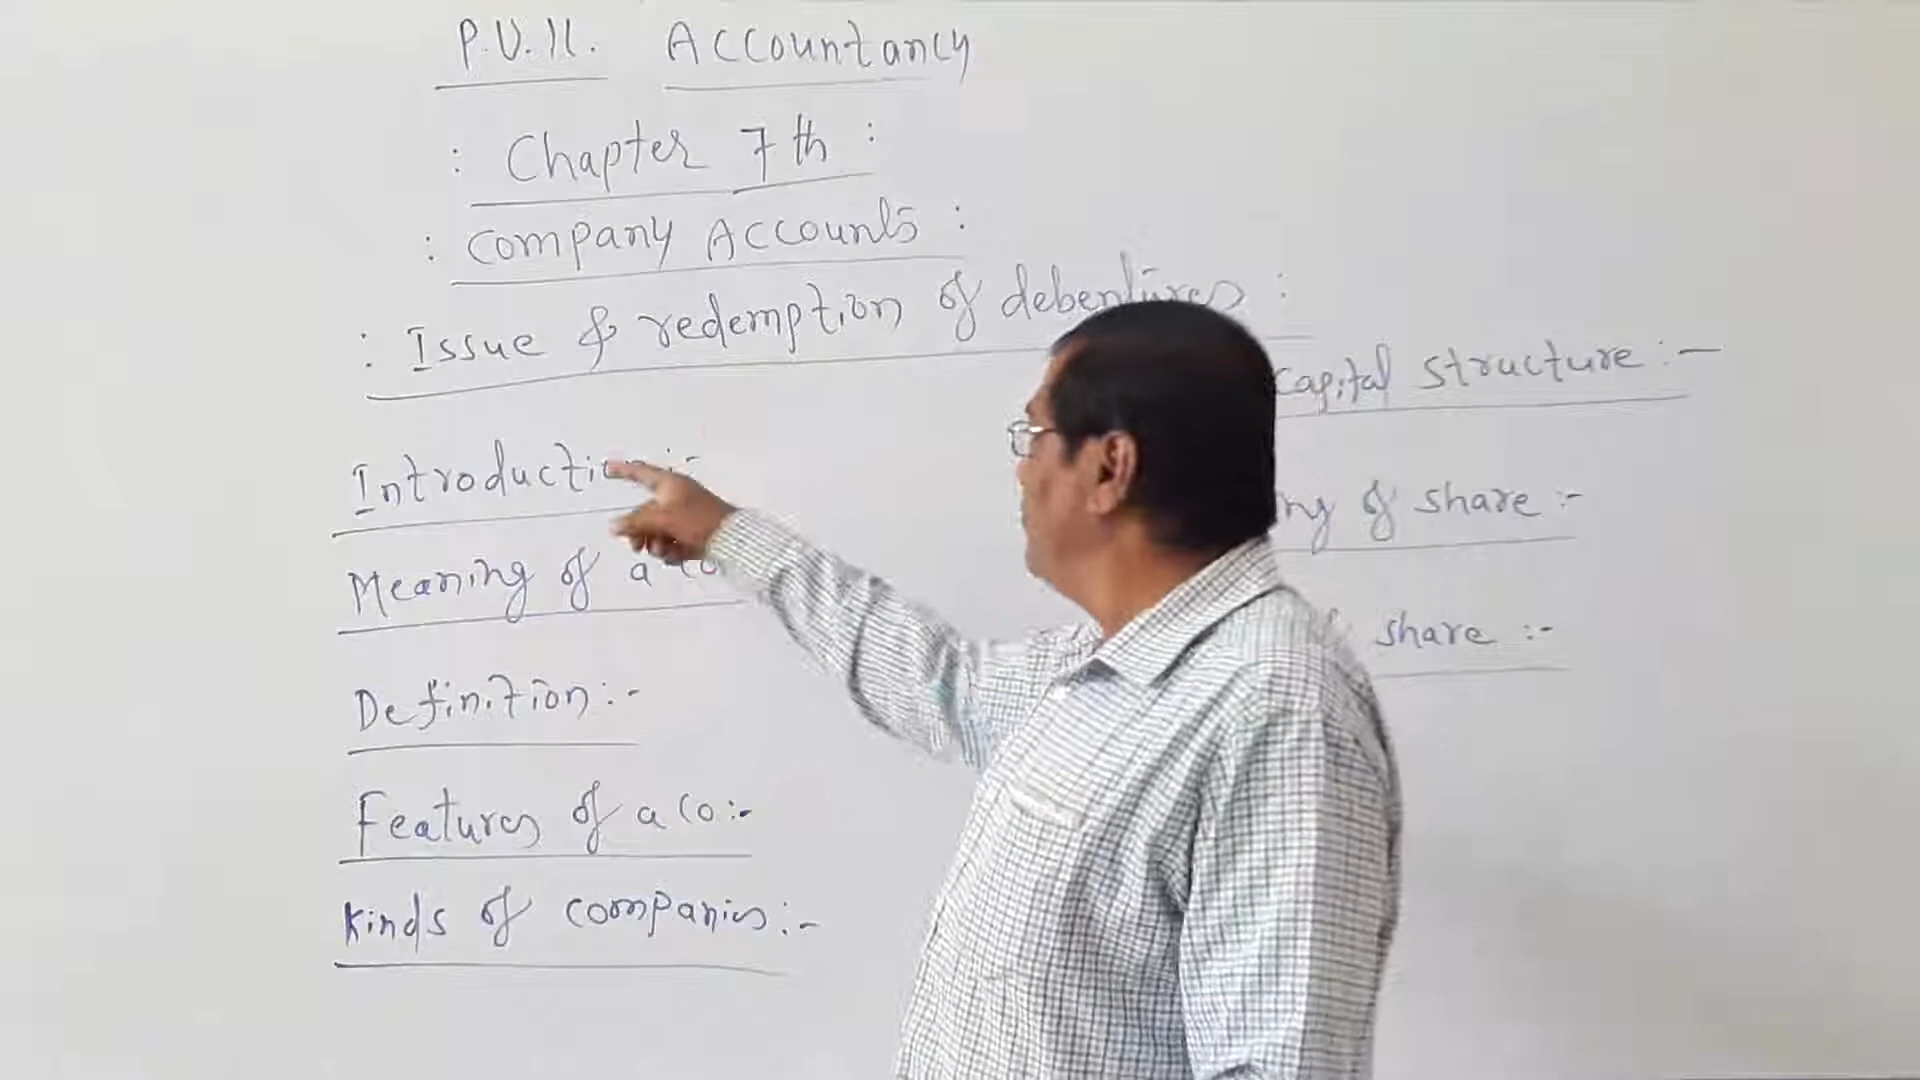 P.U.II. Accountancy
: Chapter 7th :
: Company Accounts :
: Issue & redemption of debentures :
Introduction :-
Meaning of a co
Definition :-
Features of a co :-
Kinds of companies :-
capital structure :-
of share :-
share :-